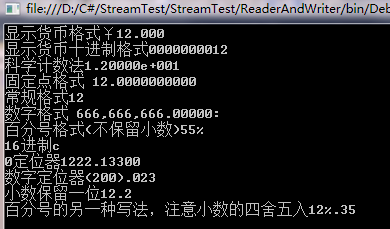 file:///D:/C#/StreamTest/StreamTest/ReaderAndWriter/bin/Deb
显示货币格式￥12.000
显示货币十进制格式0000000012
科学计数法1.20000e+001
固定点格式 12.0000000000
常规格式12
数字格式 666,666,666.00000:
百分号格式(不保留小数)55%
16进制c
0定位器1222.13300
数字定位器(200).023
小数保留一位12.2
百分号的另一种写法，注意小数的四舍五入12%.35